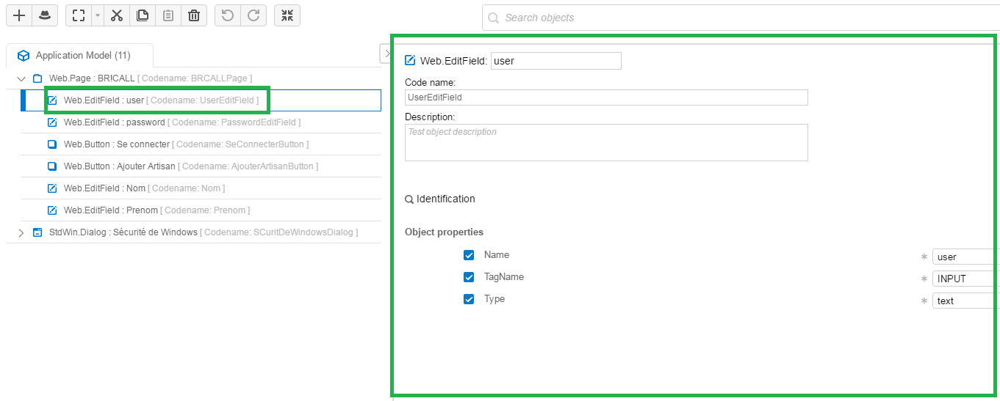 Search objects
Application Model (11)
Web.Page : BR!CALL [ Codename: BRCALLPage ]
Web.EditField : user [ Codename: UserEditField ]
Web.EditField : password [ Codename: PasswordEditField ]
Web.Button : Se connecter [ Codename: SeConnecterButton ]
Web.Button : Ajouter Artisan [ Codename: AjouterArtisanButton ]
Web.EditField : Nom [ Codename: Nom ]
Web.EditField : Prenom [ Codename: Prenom ]
StdWin.Dialog : Sécurité de Windows [ Codename: SCuritDeWindowsDialog ]
Web.EditField: user
Code name:
UserEditField
Description:
Test object description
Identification
Object properties
Name * user
TagName * INPUT
Type * text